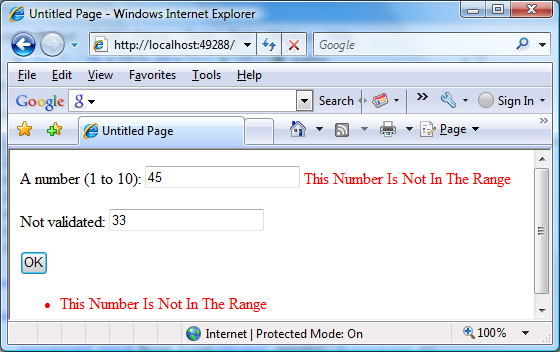 Untitled Page - Windows Internet Explorer
http://localhost:49288/ Google
File Edit View Favorites Tools Help
Google g Search Sign In
Untitled Page Page
A number (1 to 10): 45 This Number Is Not In The Range
Not validated: 33
OK
• This Number Is Not In The Range
Internet | Protected Mode: On 100%